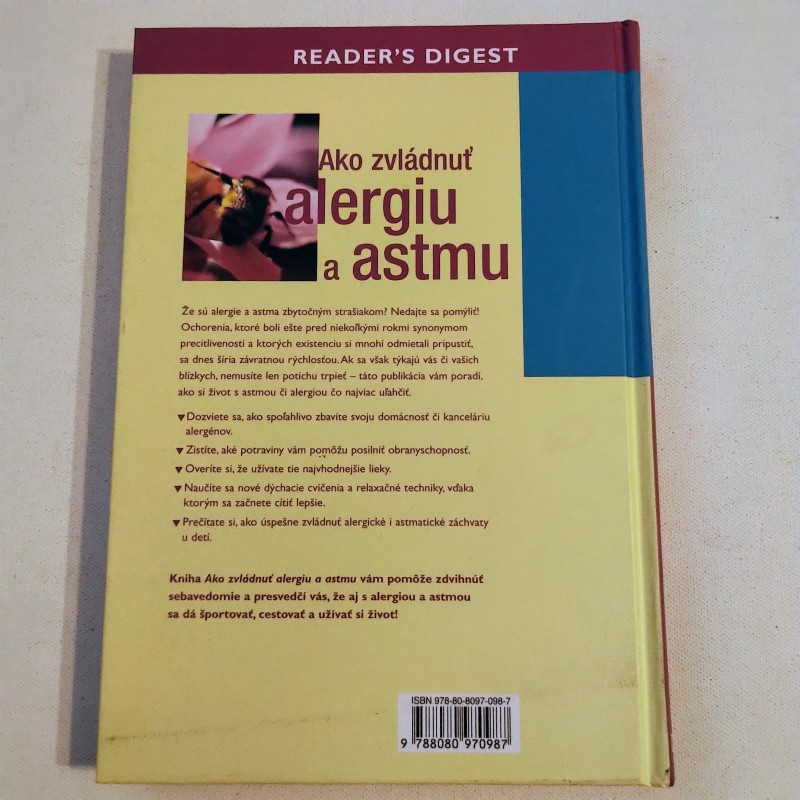 READER'S DIGEST
Ako zvládnuť
alergiu
a astmu
Že sú alergie a astma zbytočným strašiakom? Nedajte sa pomýliť!
Ochorenia, ktoré boli ešte pred niekoľkými rokmi synonymom
precitlivenosti a ktorých existenciu si mnohí odmietali pripustiť,
sa dnes šíria závratnou rýchlosťou. Ak sa však týkajú vás či vašich
blízkych, nemusíte len potichu trpieť – táto publikácia vám poradí,
ako si život s astmou či alergiou čo najviac uľahčiť.
▼Dozviete sa, ako spoľahlivo zbavíte svoju domácnosť či kanceláriu
alergénov.
▼Zistíte, aké potraviny vám pomôžu posilniť obranyschopnosť.
▼Overíte si, že užívate tie najvhodnejšie lieky.
▼Naučíte sa nové dýchacie cvičenia a relaxačné techniky, vďaka
ktorým sa začnete cítiť lepšie.
▼Prečítate si, ako úspešne zvládnuť alergické i astmatické záchvaty
u detí.
Kniha Ako zvládnuť alergiu a astmu vám pomôže zdvihnúť
sebavedomie a presvedčí vás, že aj s alergiou a astmou
sa dá športovať, cestovať a užívať si život!
ISBN 978-80-8097-098-7
9 788080 970987